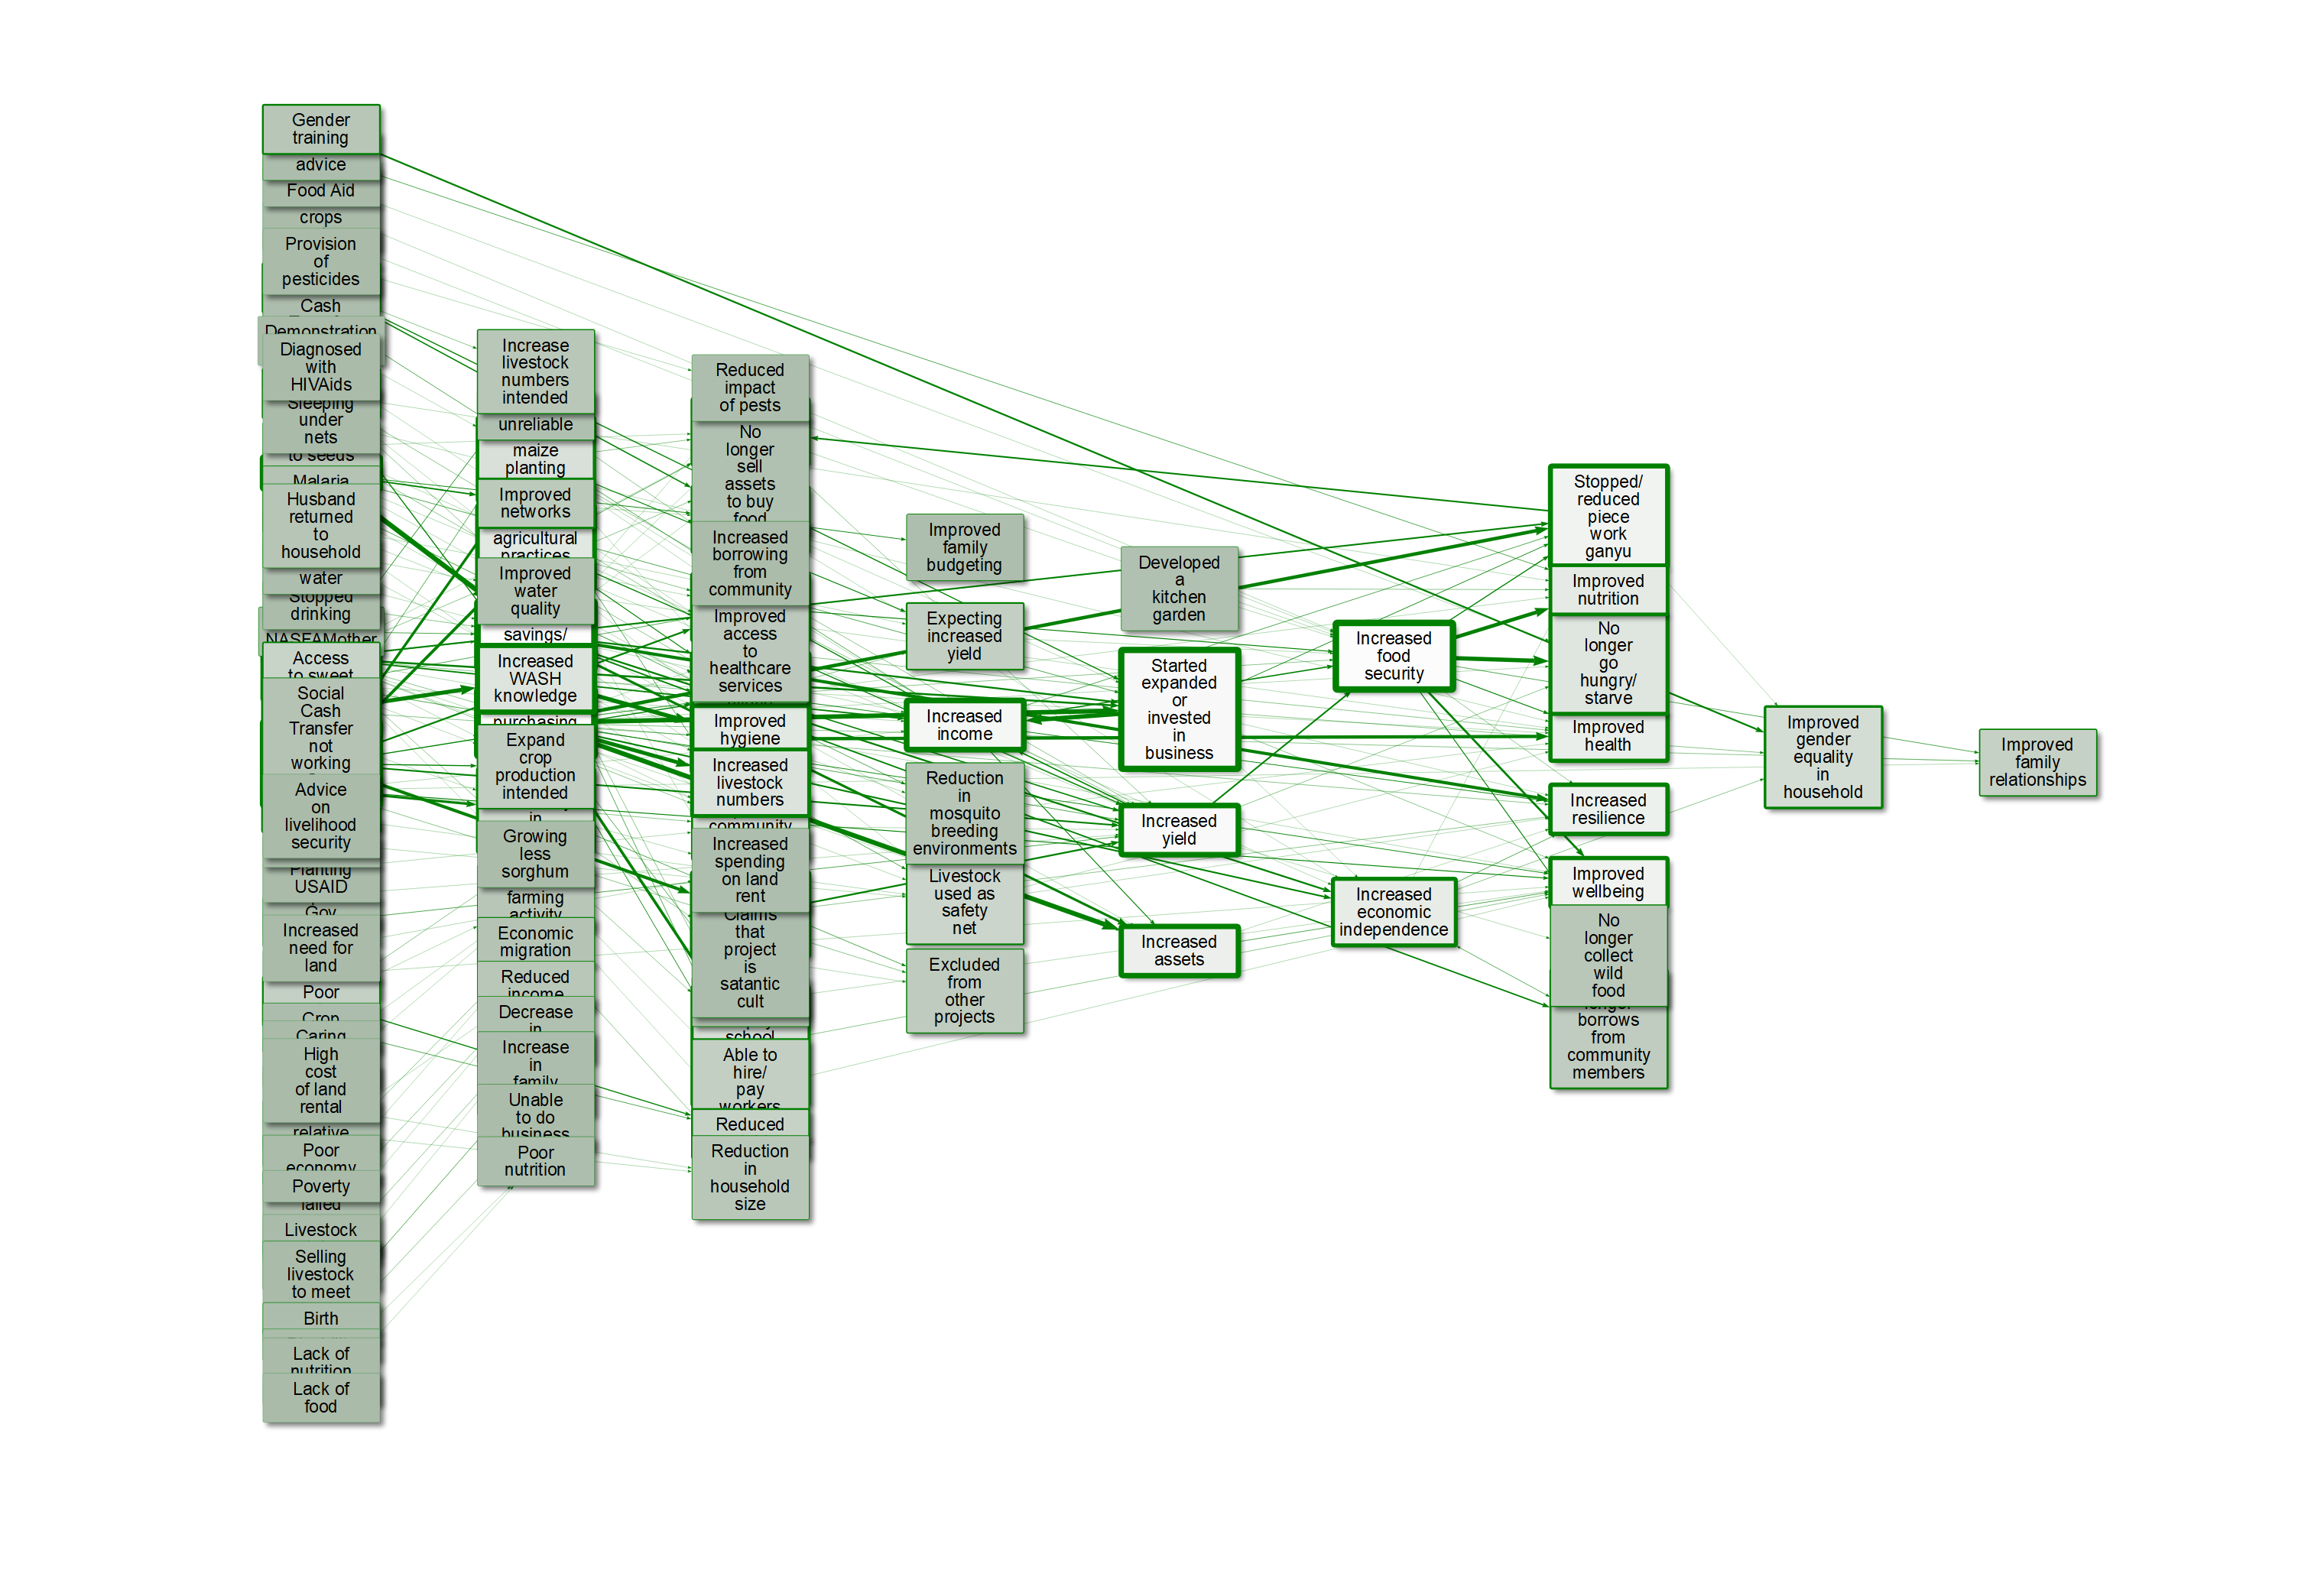 Gender
training
advice
Food Aid
crops
Provision
of
pesticides
Cash
Demonstration
Diagnosed
with
HIVAids
Sleeping
under
nets
to seeds
Malaria
Husband
returned
to
household
water
Stopped
drinking
NASFAMother
Access
to sweet
Social
Cash
Transfer
not
working
Advice
on
livelihood
security
Planting
USAID
Gov
Increased
need for
land
Poor
Crop
Caring
High
cost
of land
rental
relative
Poor
economy
Poverty
failed
Livestock
Selling
livestock
to meet
Birth
Lack of
nutrition
Lack of
food
Increase
livestock
numbers
intended
unreliable
maize
planting
Improved
networks
agricultural
practices
Improved
water
quality
savings/
Increased
WASH
knowledge
purchasing
Expand
crop
production
intended
in
Growing
less
sorghum
farming
activity
Economic
migration
Reduced
income
Decrease
in
Increase
in
family
Unable
to do
business
Poor
nutrition
Reduced
impact
of pests
No
longer
sell
assets
to buy
food
Increased
borrowing
from
community
Improved
access
to
healthcare
services
Improved
hygiene
Increased
livestock
numbers
community
Increased
spending
on land
rent
Claims
that
project
is
satantic
cult
school
Able to
hire/
pay
workers
Reduced
Reduction
in
household
size
Improved
family
budgeting
Expecting
increased
yield
Increased
income
Reduction
in
mosquito
breeding
environments
Livestock
used as
safety
net
Excluded
from
other
projects
Developed
a
kitchen
garden
Started
expanded
or
invested
in
business
Increased
yield
Increased
assets
Increased
food
security
Increased
economic
independence
Stopped/
reduced
piece
work
ganyu
Improved
nutrition
No
longer
go
hungry/
starve
Improved
health
Increased
resilience
Improved
wellbeing
No
longer
collect
wild
food
longer
borrows
from
community
members
Improved
gender
equality
in
household
Improved
family
relationships